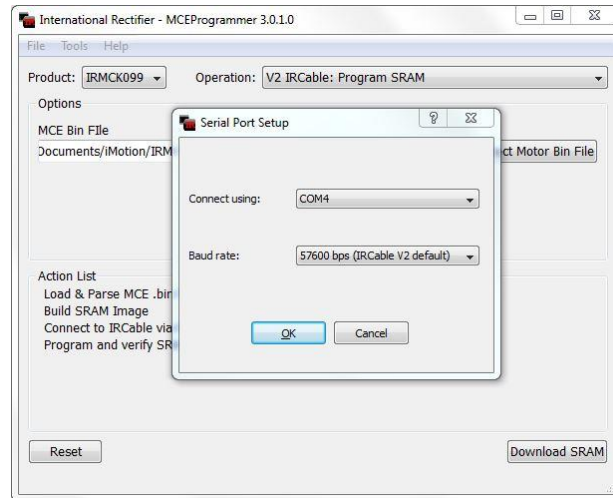 International Rectifier - MCEProgrammer 3.0.1.0
File Tools Help
Product: IRMCK099 Operation: V2 IRCable: Program SRAM
Options
MCE Bin FIle
Documents/iMotion/IRM
ct Motor Bin File
Serial Port Setup
Connect using: COM4
Baud rate: 57600 bps (IRCable V2 default)
OK Cancel
Action List
Load & Parse MCE .bin
Build SRAM Image
Connect to IRCable via
Program and verify SR
Reset Download SRAM